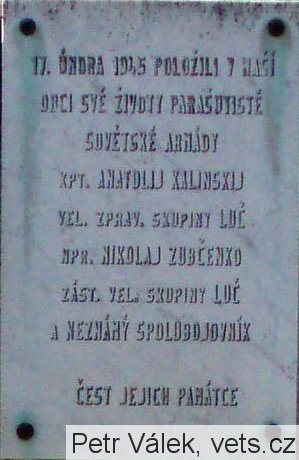 17. ÚNORA 1945 POLOŽILI V NAŠÍ
OBCI SVÉ ŽIVOTY PARAŠUTISTÉ
SOVĚTSKÉ ARMÁDY
KPT. ANATOLIJ KALINSKIJ
VEL. ZPRAV. SKUPINY LUČ
NPR. NIKOLAJ ZUBČENKO
ZÁST. VEL. SKUPINY LUČ
A NEZNÁMÝ SPOLUBOJOVNÍK
ČEST JEJICH PAMÁTCE
Petr Válek, vets.cz